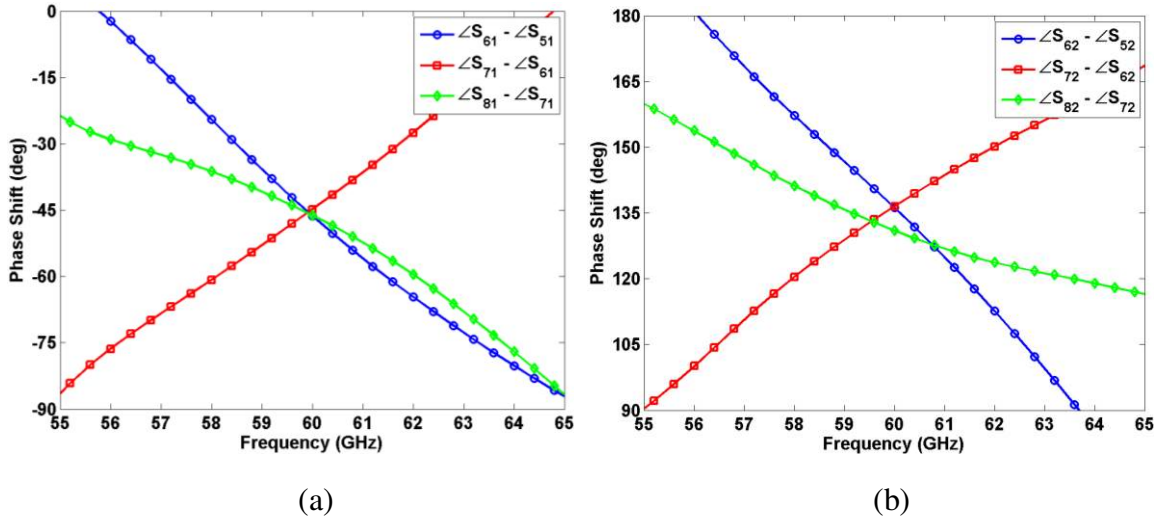 0
-15
-30
-45
-60
-75
-90
Phase Shift (deg)
∠S61 - ∠S51
∠S71 - ∠S61
∠S81 - ∠S71
55 56 57 58 59 60 61 62 63 64 65
Frequency (GHz)
(a)
180
165
150
135
120
105
90
Phase Shift (deg)
∠S62 - ∠S52
∠S72 - ∠S62
∠S82 - ∠S72
55 56 57 58 59 60 61 62 63 64 65
Frequency (GHz)
(b)